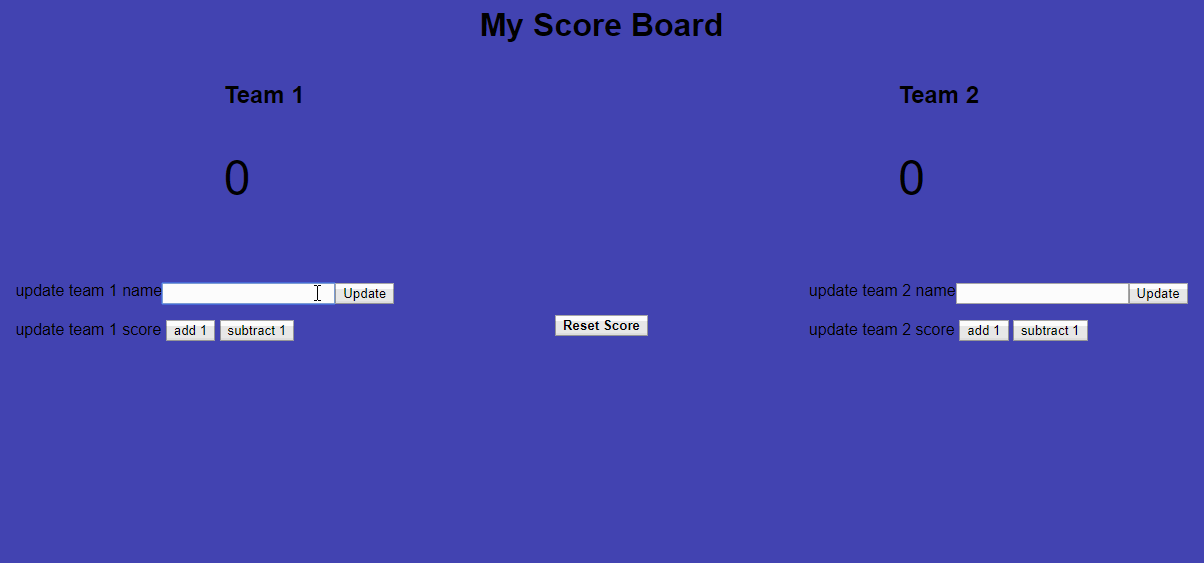 My Score Board
Team 1
Team 2
0
0
update team 1 name Update
update team 2 name Update
update team 1 score add 1 subtract 1
Reset Score
update team 2 score add 1 subtract 1